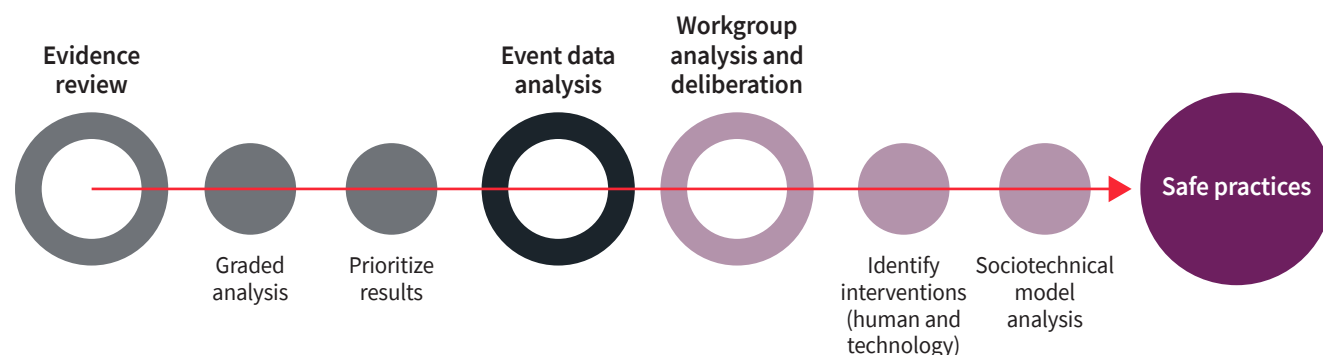 Evidence
review
Graded
analysis
Prioritize
results
Event data
analysis
Workgroup
analysis and
deliberation
Identify
interventions
(human and
technology)
Sociotechnical
model
analysis
Safe practices